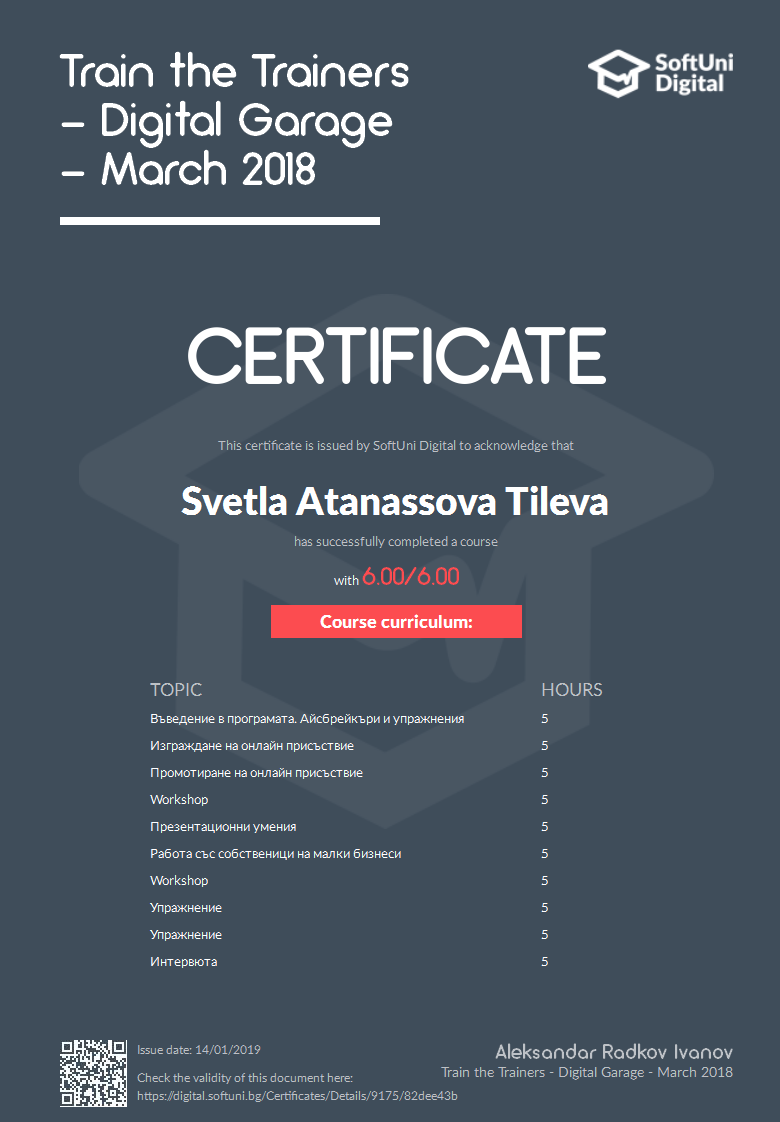 Train the Trainers
– Digital Garage
– March 2018
SoftUni
Digital
CERTIFICATE
This certificate is issued by SoftUni Digital to acknowledge that
Svetla Atanassova Tileva
has successfully completed a course
with 6.00/6.00
Course curriculum:
TOPIC HOURS
Въведение в програмата. Айсбрейкъри и упражнения 5
Изграждане на онлайн присъствие 5
Промотиране на онлайн присъствие 5
Workshop 5
Презентационни умения 5
Работа със собственици на малки бизнеси 5
Workshop 5
Упражнение 5
Упражнение 5
Интервюта 5
Issue date: 14/01/2019
Check the validity of this document here:
https://digital.softuni.bg/Certificates/Details/9175/82dee43b
Aleksandar Radkov Ivanov
Train the Trainers - Digital Garage - March 2018